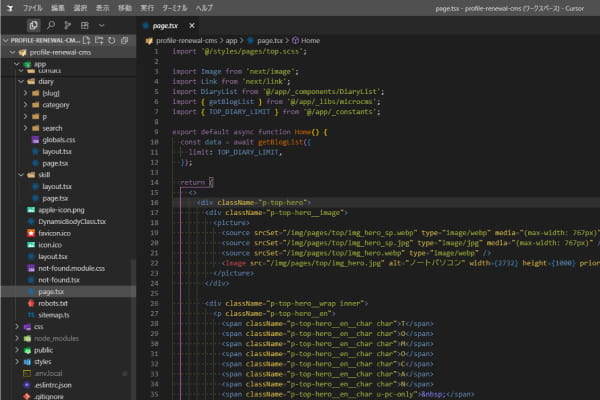 ファイル 編集 選択 表示 移動 実行 ターミナル ヘルプ
page.tsx - profile-renewal-cms (ワークスペース) - Cursor
PROFILE-RENEWAL-CM...
profile-renewal-cms
app
contact
diary
[slug]
category
p
search
globals.css
layout.tsx
page.tsx
skill
layout.tsx
page.tsx
apple-icon.png
DynamicBodyClass.tsx
favicon.ico
icon.ico
layout.tsx
not-found.module.css
not-found.tsx
page.tsx
robots.txt
sitemap.ts
css
node_modules
public
styles
.env.local
.eslintrc.json
.gitignore
page.tsx
profile-renewal-cms > app > page.tsx > Home
1 import '@/styles/pages/top.scss';
2
3 import Image from 'next/image';
4 import Link from 'next/link';
5 import DiaryList from '@/app/_components/DiaryList';
6 import { getBlogList } from '@/app/_libs/microcms';
7 import { TOP_DIARY_LIMIT } from '@/app/_constants';
8
9 export default async function Home() {
10 const data = await getBlogList({
11 limit: TOP_DIARY_LIMIT,
12 });
13
14 return (
15 <>
16 <div className="p-top-hero">
17 <div className="p-top-hero__image">
18 <picture>
19 <source srcSet="/img/pages/top/img_hero_sp.webp" type="image/webp" media="(max-width: 767px)"
20 <source srcSet="/img/pages/top/img_hero_sp.jpg" type="image/jpg" media="(max-width: 767px)" /
21 <source srcSet="/img/pages/top/img_hero.webp" type="image/webp" />
22 <Image src="/img/pages/top/img_hero.jpg" alt="ノートパソコン" width={2732} height={1000} prior
23 </picture>
24 </div>
25
26 <div className="p-top-hero__wrap inner">
27 <p className="p-top-hero__en">
28 <span className="p-top-hero__en__char char">T</span>
29 <span className="p-top-hero__en__char char">O</span>
30 <span className="p-top-hero__en__char char">M</span>
31 <span className="p-top-hero__en__char char">O</span>
32 <span className="p-top-hero__en__char char">C</span>
33 <span className="p-top-hero__en__char char">A</span>
34 <span className="p-top-hero__en__char char">N</span>
35 <span className="p-top-hero__en__char u-pc-only">&nbsp;</span>